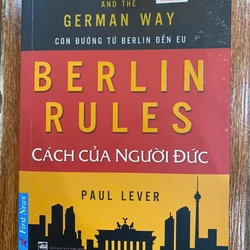 AND THE
GERMAN WAY
CON ĐƯỜNG TỪ BERLIN ĐẾN EU
BERLIN
RULES
CÁCH CỦA NGƯỜI ĐỨC
PAUL LEVER
First News